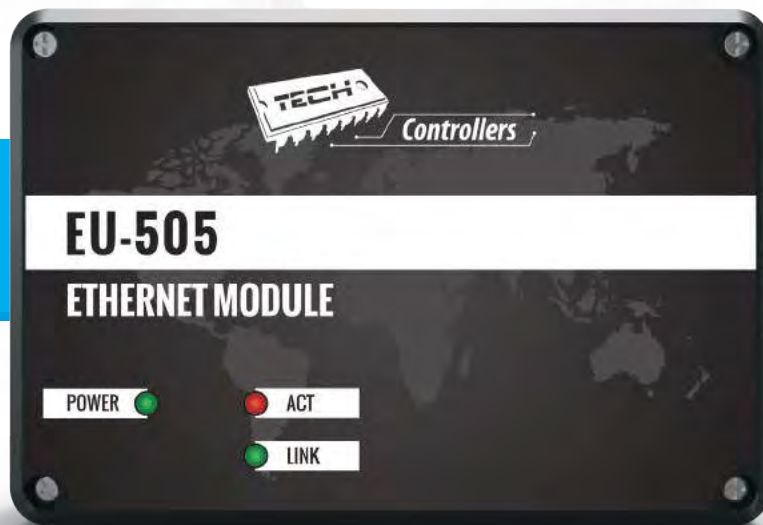 TECH
Controllers
EU-505
ETHERNET MODULE
POWER
ACT
LINK